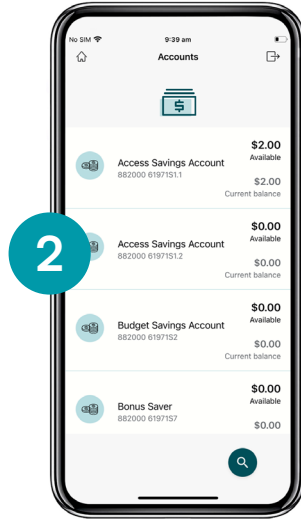 No SIM 9:39 am
Accounts
$
$2.00
Available
Access Savings Account
882000 61971S1.1
$2.00
Current balance
$0.00
Available
Access Savings Account
882000 61971S1.2
$0.00
Current balance
2
$0.00
Available
Budget Savings Account
882000 61971S2
$0.00
Current balance
$0.00
Available
Bonus Saver
882000 61971S7
$0.00